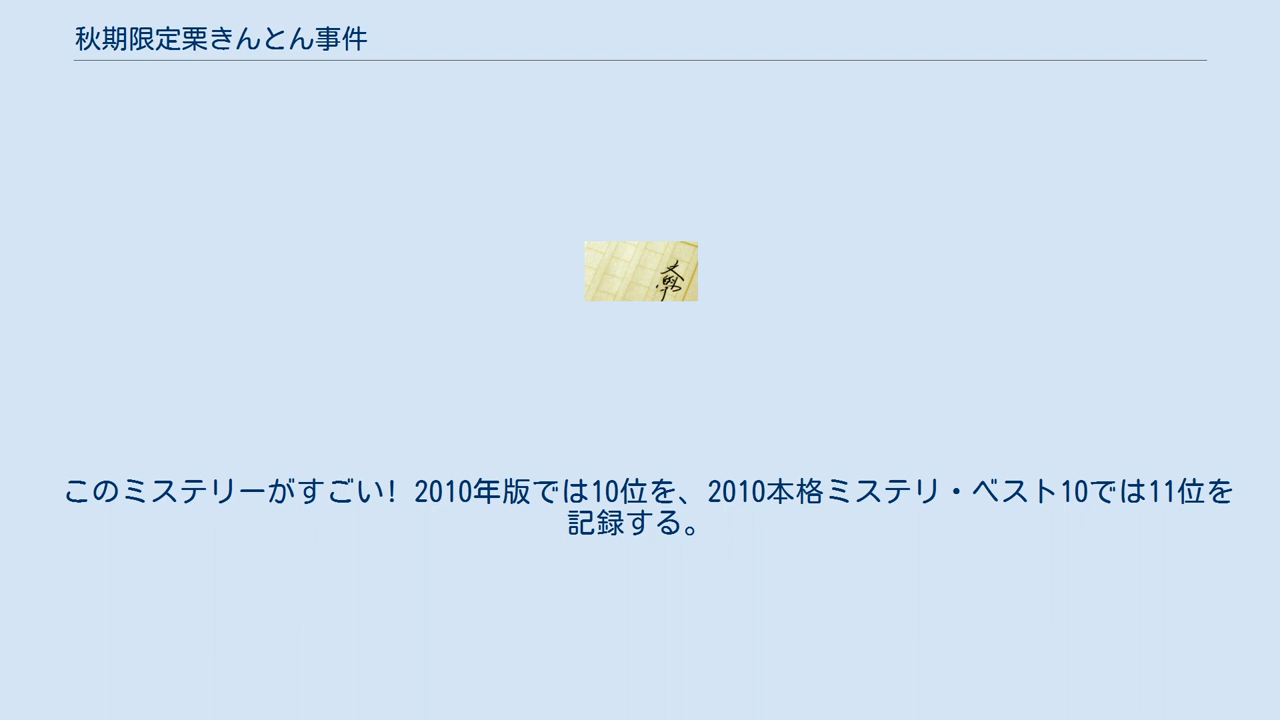 秋期限定栗きんとん事件
このミステリーがすごい! 2010年版では10位を、2010本格ミステリ・ベスト10では11位を
記録する。